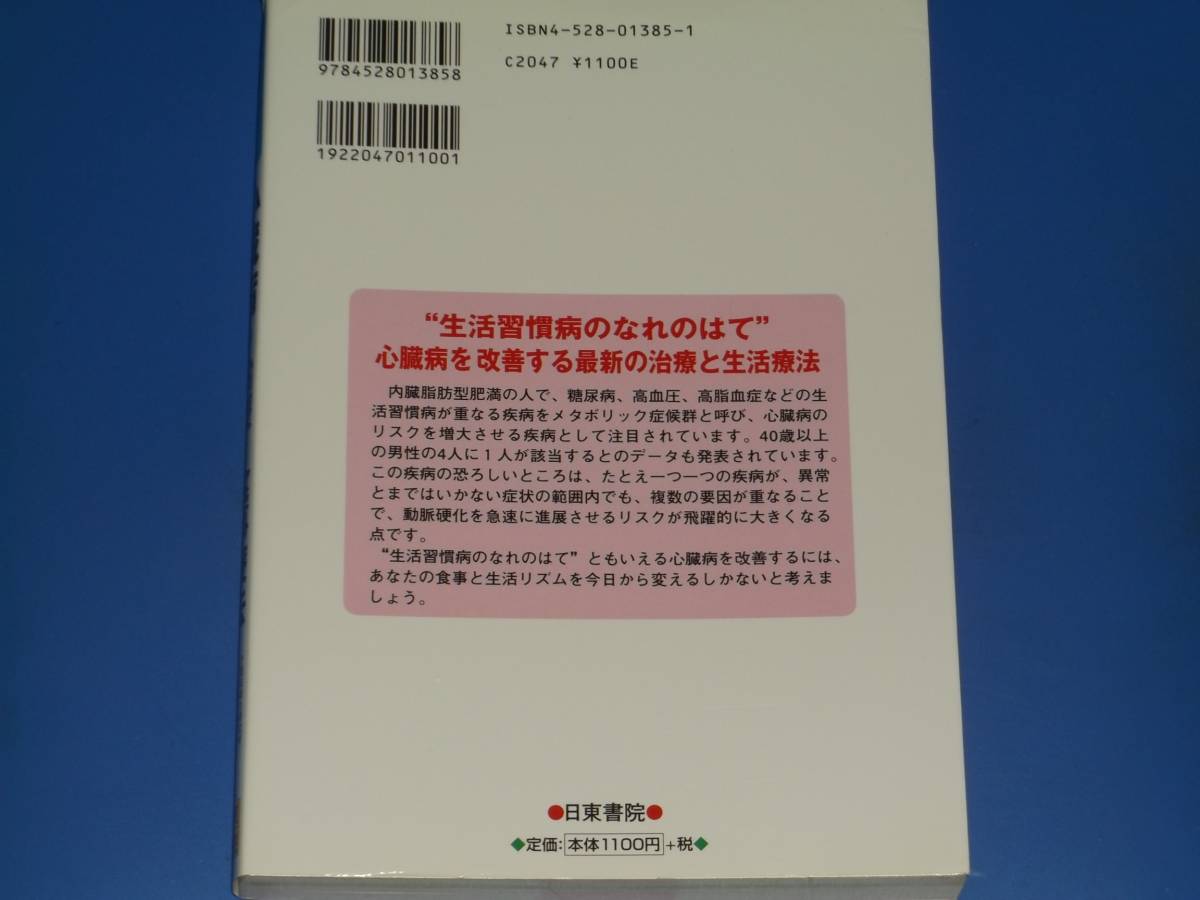 ISBN4-528-01385-1
C2047 ¥1100E
9784528013858
1922047011001
“生活習慣病のなれのはて”
心臓病を改善する最新の治療と生活療法
内臓脂肪型肥満の人で、糖尿病、高血圧、高脂血症などの生
活習慣病が重なる疾病をメタボリック症候群と呼び、心臓病の
リスクを増大させる疾病として注目されています。40歳以上
の男性の4人に1人が該当するとのデータも発表されています。
この疾病の恐ろしいところは、たとえ一つ一つの疾病が、異常
とまではいかない症状の範囲内でも、複数の要因が重なること
で、動脈硬化を急速に進展させるリスクが飛躍的に大きくなる
点です。
“生活習慣病のなれのはて”ともいえる心臓病を改善するには、
あなたの食事と生活リズムを今日から変えるしかないと考えま
しょう。
●日東書院●
◆定価：本体1100円+税◆